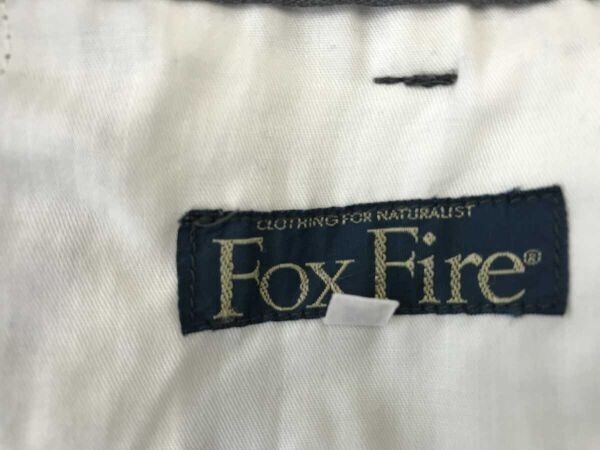 CLOTHING FOR NATURALIST
FOX FIRE®